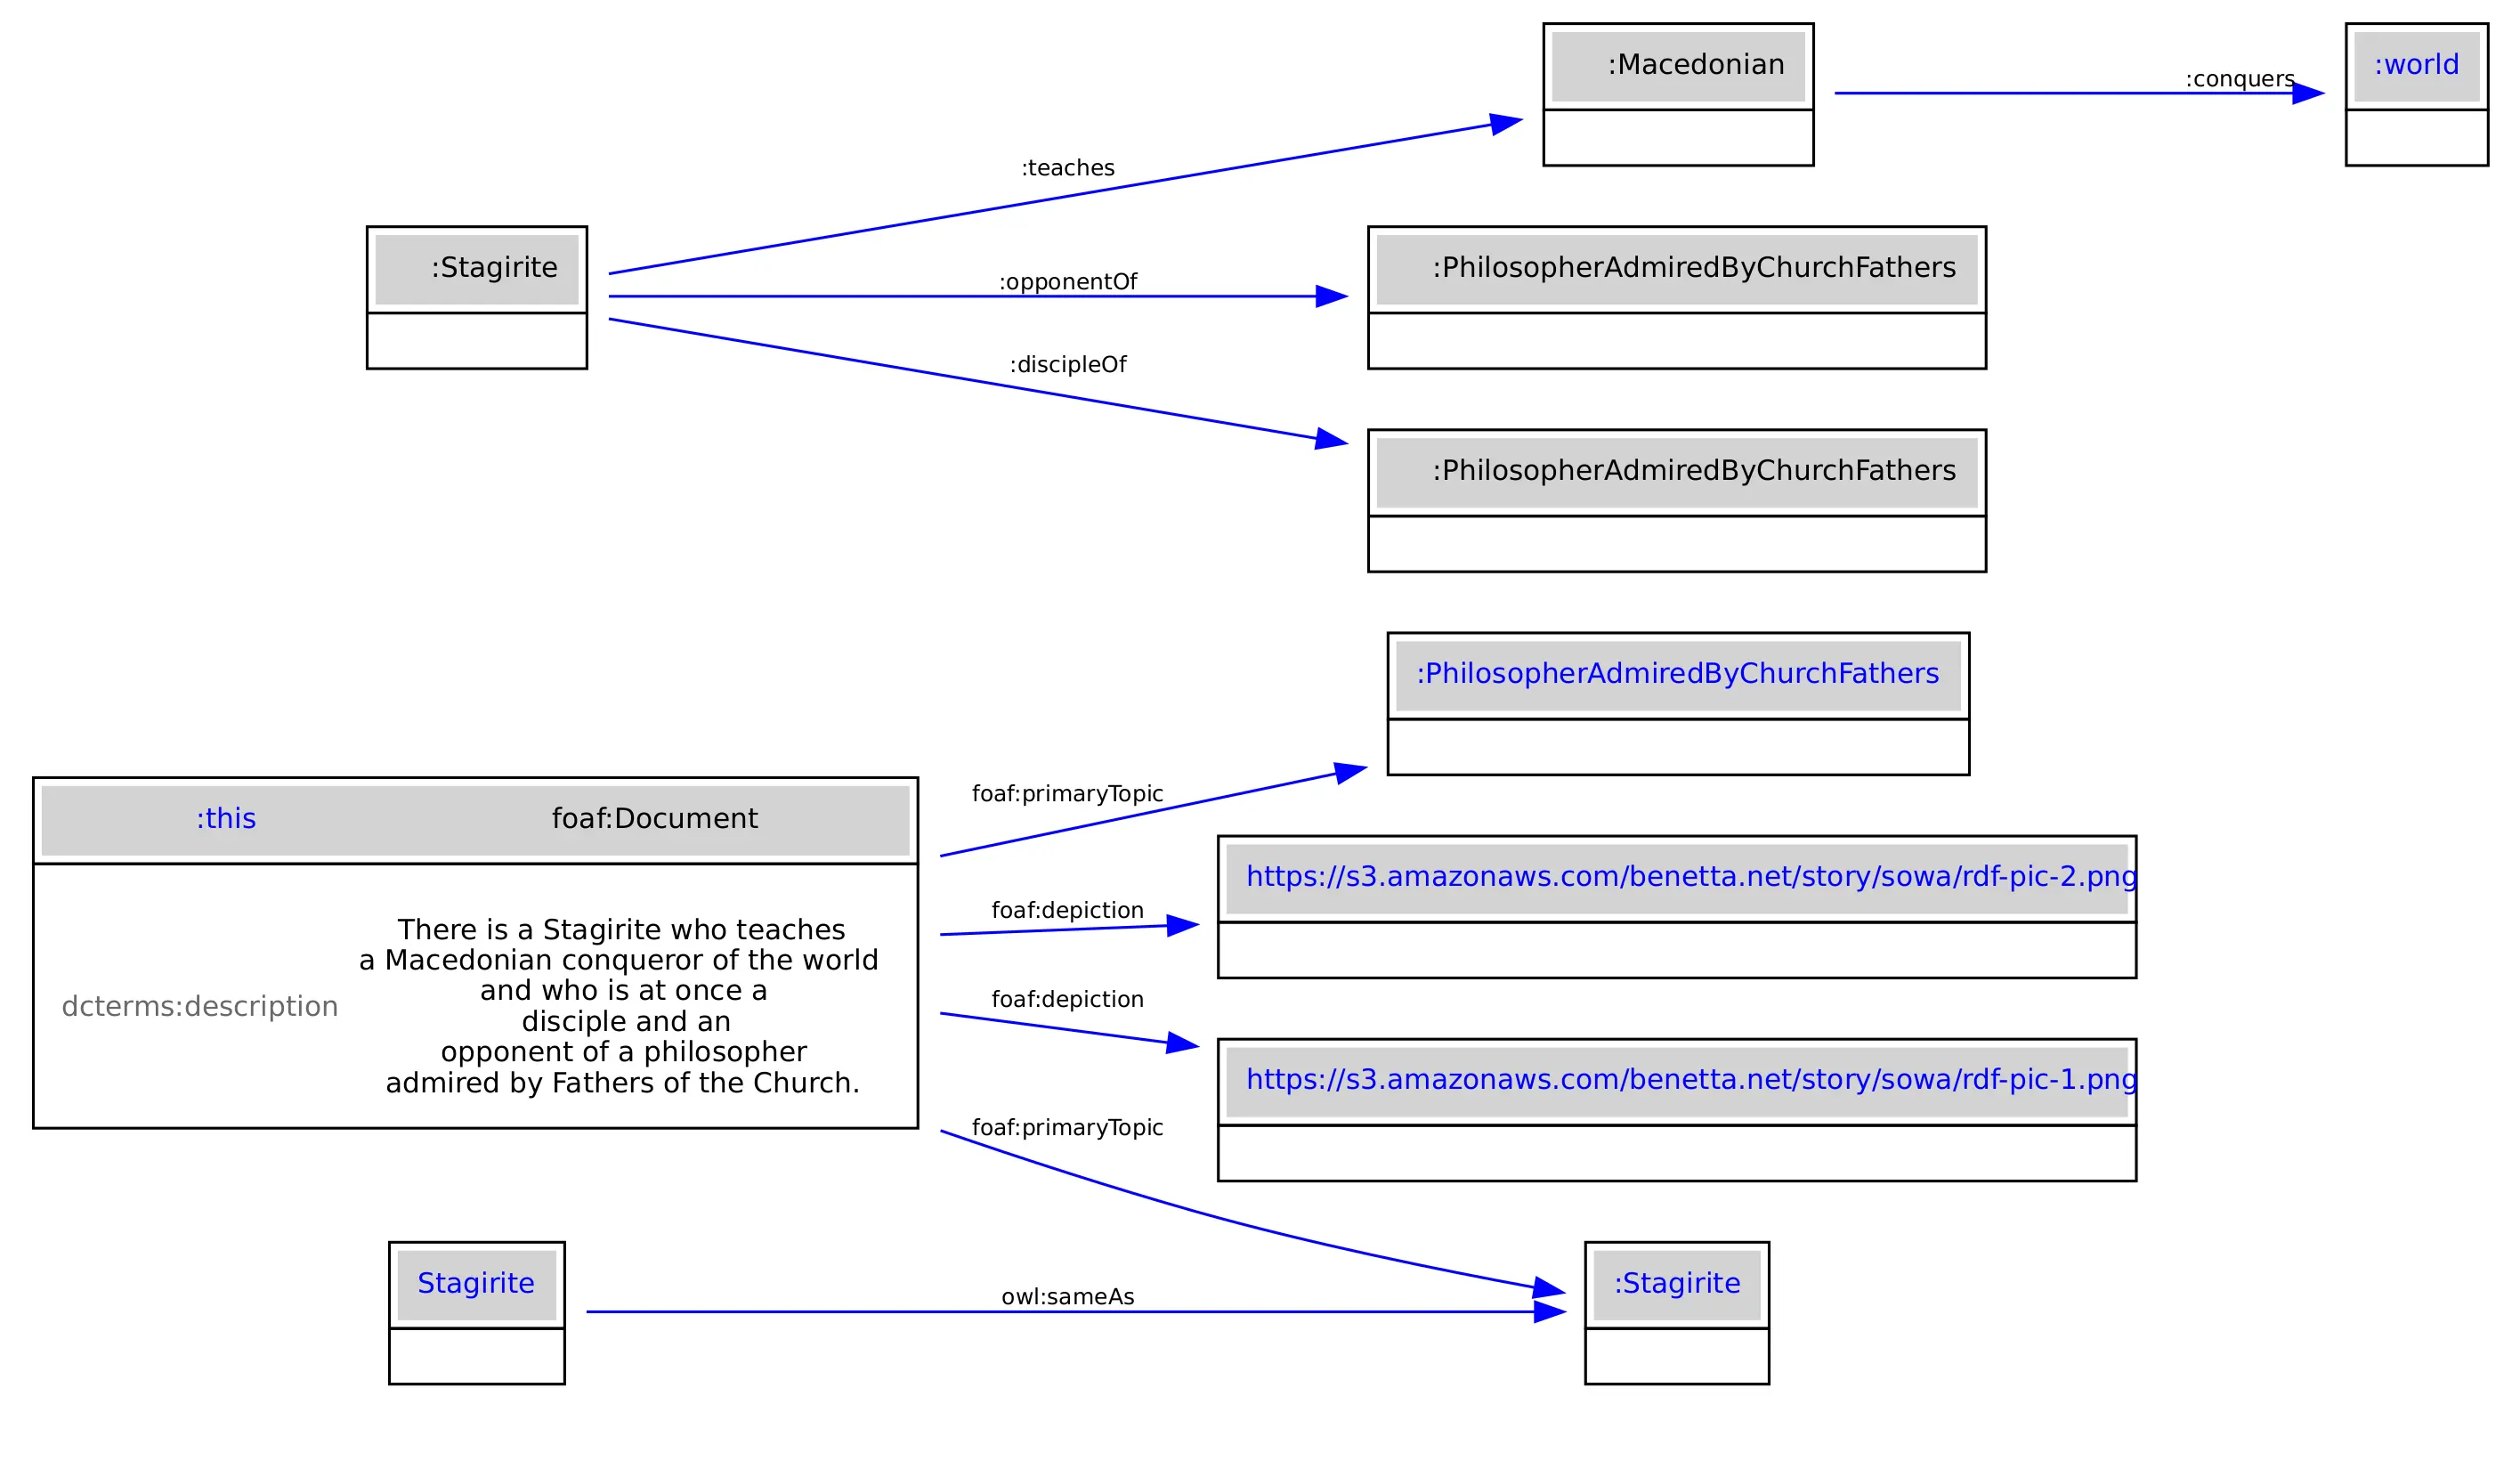 :Macedonian
:conquers
:world
:teaches
:Stagirite
:opponentOf
:PhilosopherAdmiredByChurchFathers
:discipleOf
:PhilosopherAdmiredByChurchFathers
:PhilosopherAdmiredByChurchFathers
:this foaf:Document
foaf:primaryTopic
https://s3.amazonaws.com/benetta.net/story/sowa/rdf-pic-2.png
foaf:depiction
There is a Stagirite who teaches
a Macedonian conqueror of the world
and who is at once a
dcterms:description
disciple and an
opponent of a philosopher
admired by Fathers of the Church.
foaf:depiction
https://s3.amazonaws.com/benetta.net/story/sowa/rdf-pic-1.png
foaf:primaryTopic
Stagirite
owl:sameAs
:Stagirite